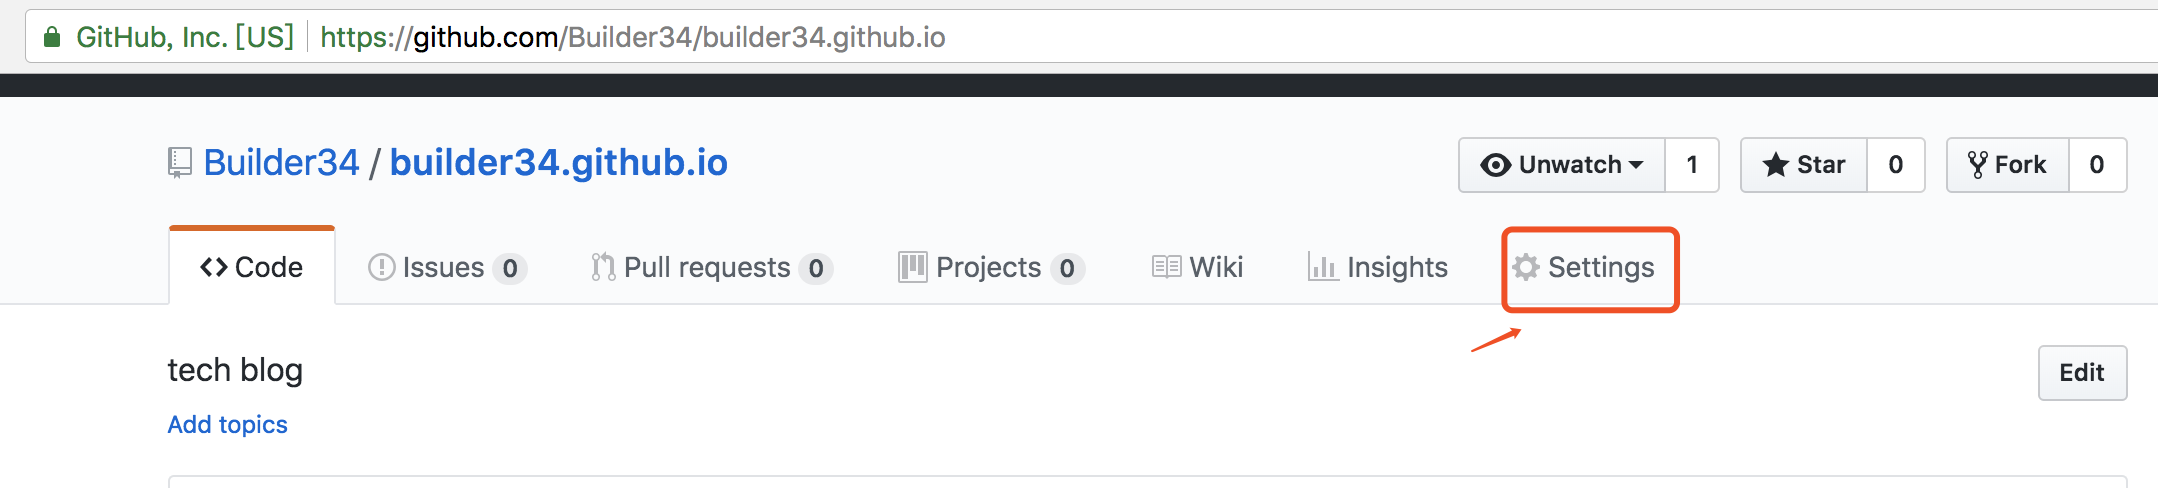 GitHub, Inc. [US] https://github.com/Builder34/builder34.github.io
Builder34 / builder34.github.io Unwatch 1 Star 0 Fork 0
Code Issues 0 Pull requests 0 Projects 0 Wiki Insights Settings
tech blog Edit
Add topics